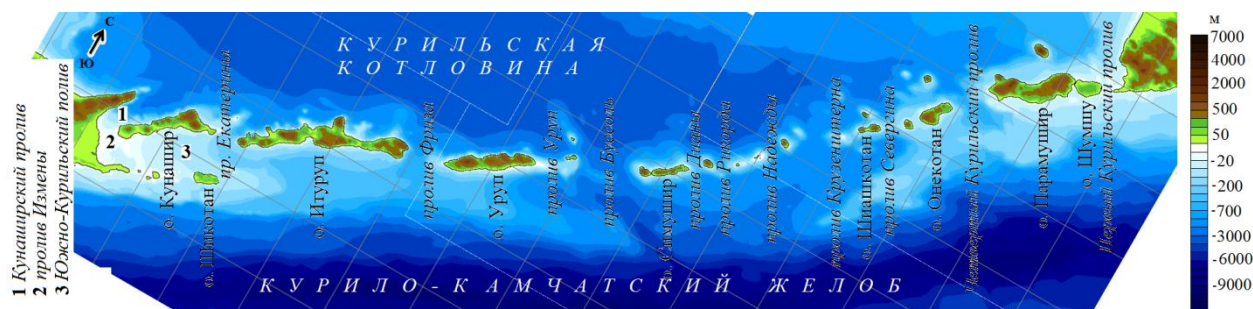 С
Ю
1 Кунаширский пролив
2 пролив Измены
3 Южно-Курильский полив
1
2
3
КУРИЛЬСКАЯ
КОТЛОВИНА
о. Кунашир
о. Шикотан
пр. Екатерины
о. Итуруп
пролив Фриза
о. Уруп
пролив Уруп
пролив Буссоль
о. Симушир
пролив Дианы
пролив Рикорда
пролив Надежды
пролив Крузенштерна
о. Шиашкотан
пролив Севергина
о. Онекотан
Четвертый Курильский пролив
о. Парамушир
о. Шумшу
Первый Курильский пролив
КУРИЛО-КАМЧАТСКИЙ ЖЕЛОБ
м
7000
4000
2000
500
50
-20
-200
-700
-3000
-6000
-9000